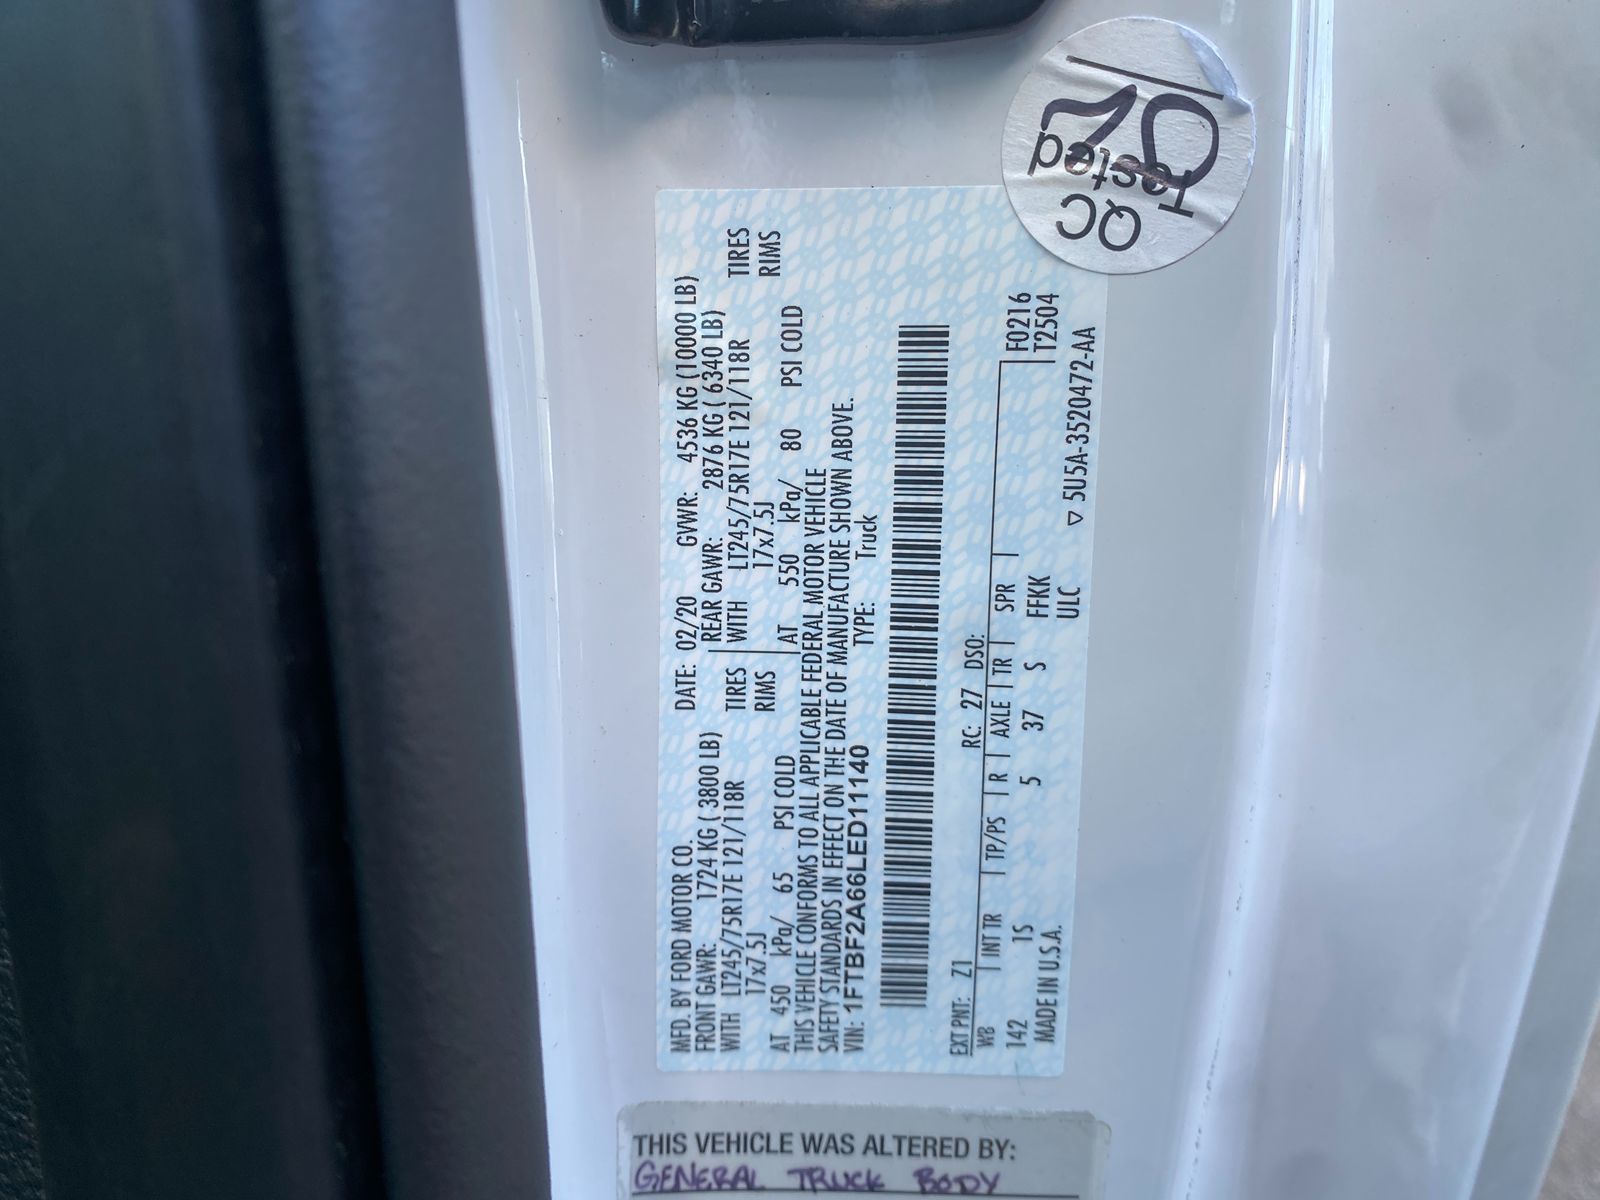 MFD. BY FORD MOTOR CO.
DATE: 02/20 GVWR: 4536 KG (10000 LB)
FRONT GAWR: 1724 KG ( 3800 LB)
REAR GAWR: 2876 KG ( 6340 LB)
WITH LT245/75R17E 121/118R TIRES
WITH LT245/75R17E 121/118R TIRES
17x7.5J RIMS
17x7.5J RIMS
AT 450 kPa/ 65 PSI COLD
AT 550 kPa/ 80 PSI COLD
THIS VEHICLE CONFORMS TO ALL APPLICABLE FEDERAL MOTOR VEHICLE
SAFETY STANDARDS IN EFFECT ON THE DATE OF MANUFACTURE SHOWN ABOVE.
VIN: 1FTBF2A66LED11140 TYPE: Truck
EXT PNT: Z1 RC: 27 DSO:
WB | INT TR | TP/PS | R | AXLE | TR | SPR | F0216
T2504
142 1S 5 37 S FFKK
MADE IN U.S.A. ULC
▽ 5U5A-3520472-AA
QC
Tested
THIS VEHICLE WAS ALTERED BY:
GENERAL TRUCK BODY